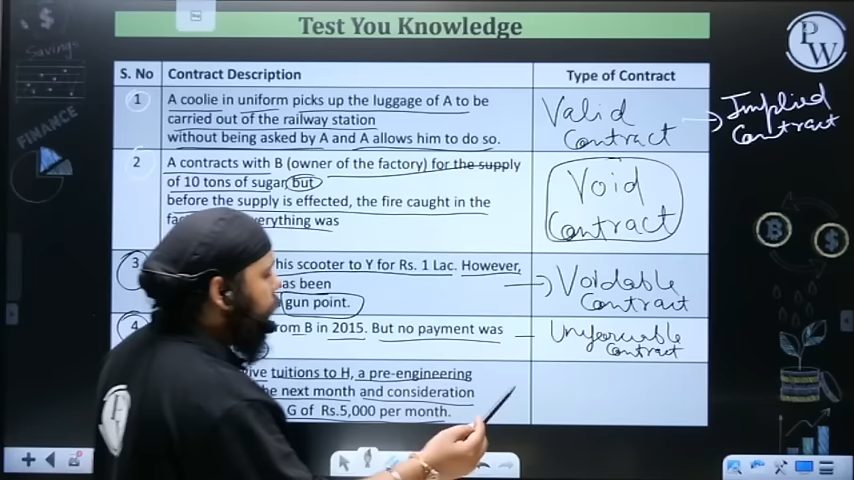 Test You Knowledge
PW
Savings
FINANCE
S. No Contract Description Type of Contract
1 A coolie in uniform picks up the luggage of A to be
carried out of the railway station
without being asked by A and A allows him to do so.
Valid
Contract
Implied
Contract
2 A contracts with B (owner of the factory) for the supply
of 10 tons of sugar but
before the supply is effected, the fire caught in the
everything was
Void
Contract
3 his scooter to Y for Rs. 1 Lac. However,
as been
gun point.
Voidable
Contract
4 from B in 2015. But no payment was
Contract
tuitions to H, a pre-engineering
the next month and consideration
G of Rs.5,000 per month.